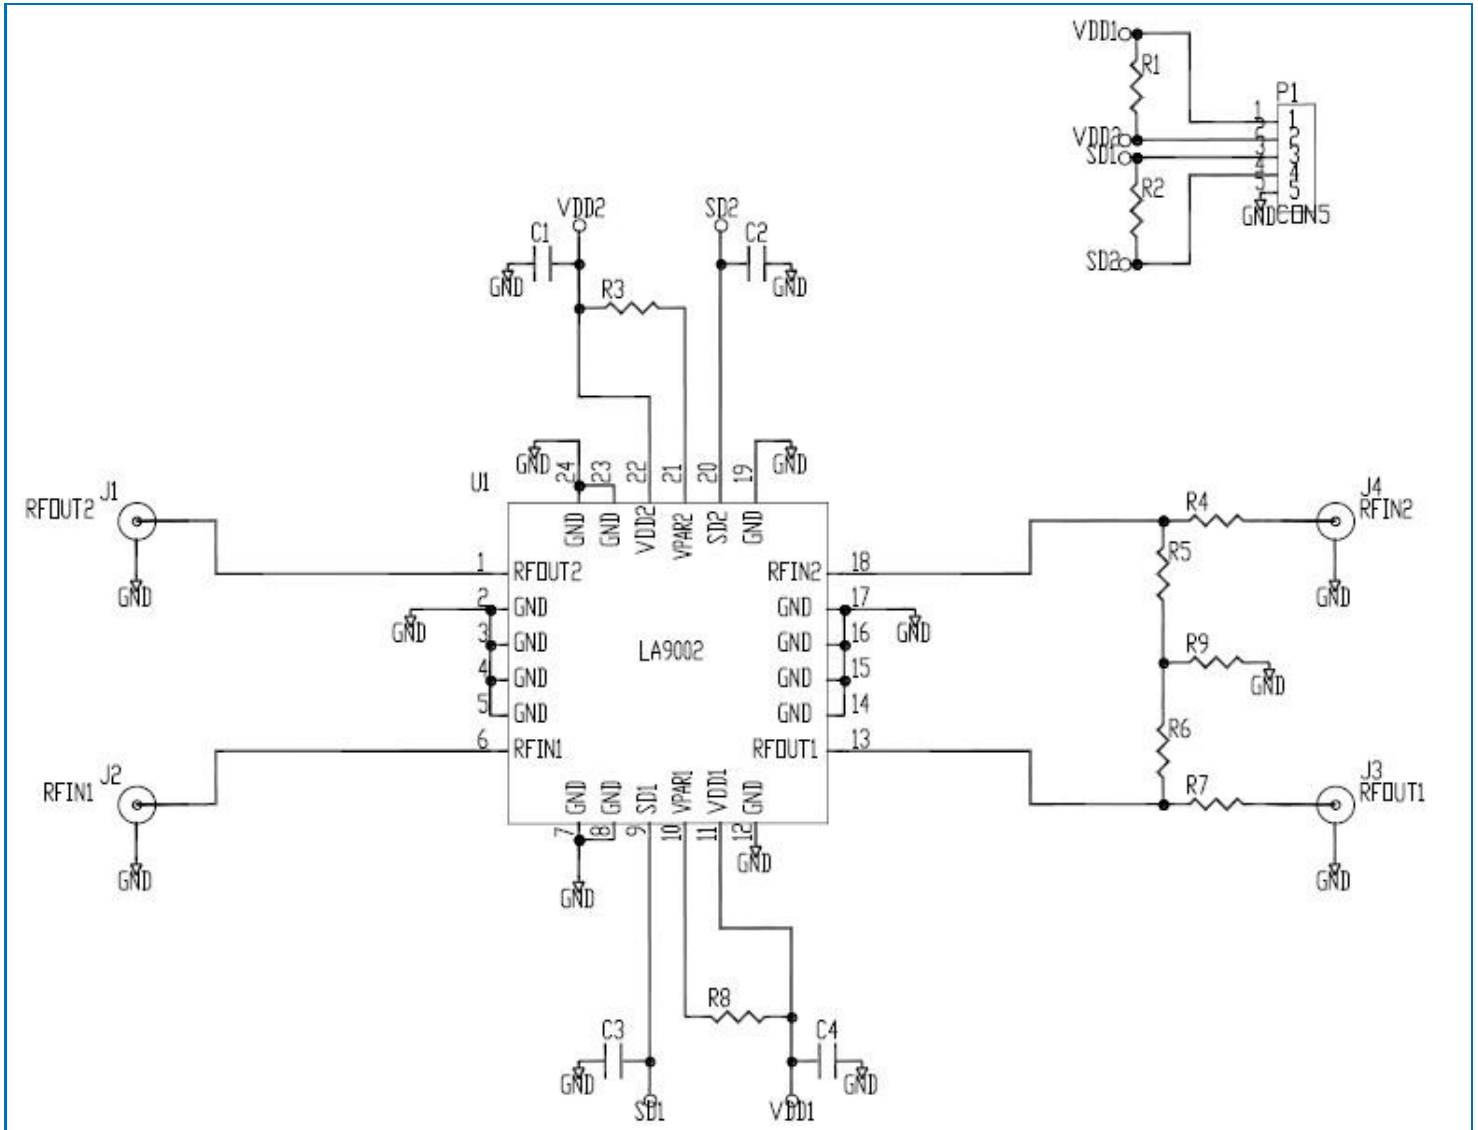 VDD1
R1
P1
1
1
2
2
VDD2
3
3
SD1
4
4
R2
5
5
GND
CON5
SD2
VDD2
SD2
C1
C2
GND
GND
R3
GND
24
23
22
21
20
19
GND
U1
J1
RFOUT2
GND
GND
GND
VDD2
VPAR2
SD2
GND
R4
J4
RFIN2
1
RFOUT2
RFIN2
18
R5
GND
2
GND
GND
17
GND
GND
GND
3
GND
LA9002
GND
16
R9
4
GND
GND
15
GND
5
GND
GND
14
6
RFIN1
RFOUT1
13
R6
J2
RFIN1
GND
GND
SD1
VPAR1
VDD1
GND
R7
J3
RFOUT1
7
8
9
10
11
12
GND
GND
GND
GND
R8
C3
C4
GND
GND
SD1
VDD1